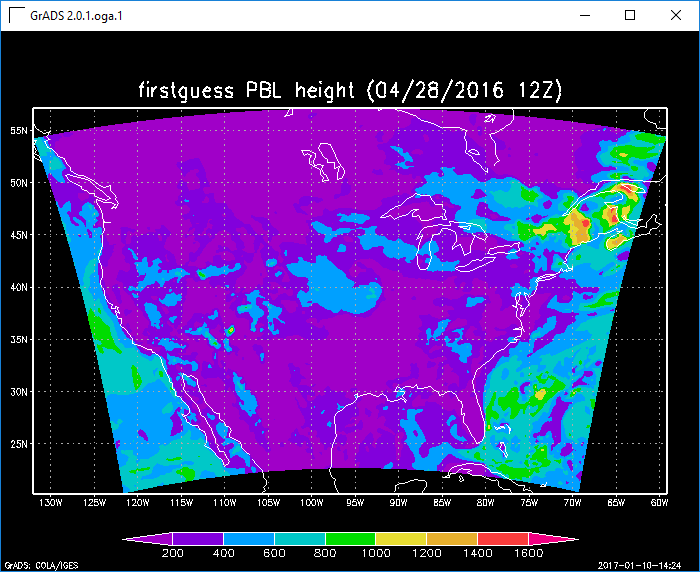 GrADS 2.0.1.oga.1
firstguess PBL height (04/28/2016 12Z)
55N
50N
45N
40N
35N
30N
25N
130W 125W 120W 115W 110W 105W 100W 95W 90W 85W 80W 75W 70W 65W 60W
200 400 600 800 1000 1200 1400 1600
GrADS: COLA/IGES 2017-01-10-14:24